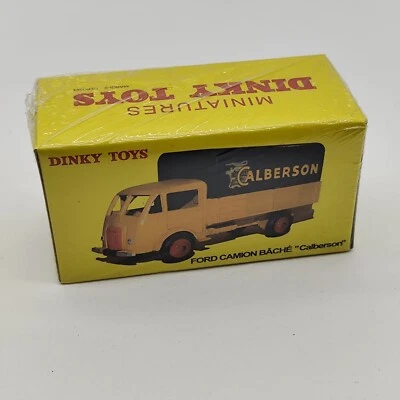 MINIATURES
DINKY TOYS
DINKY TOYS
CALBERSON
FORD CAMION BÂCHÉ "Calberson"